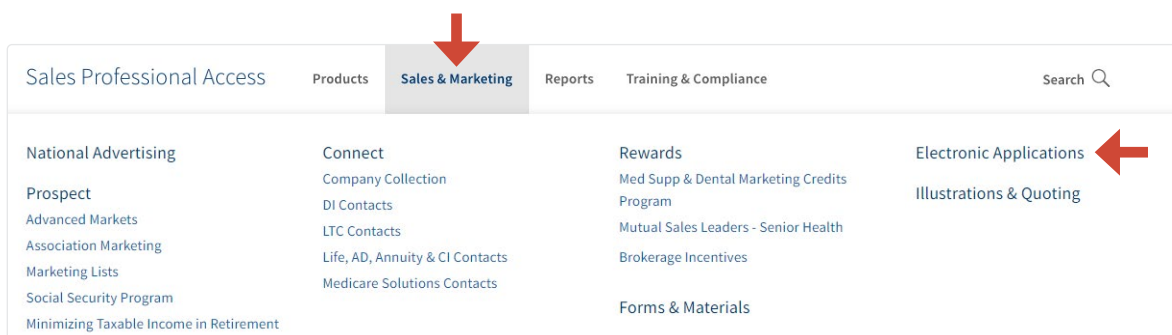 Sales Professional Access
Products
Sales & Marketing
Reports
Training & Compliance
Search
National Advertising
Prospect
Advanced Markets
Association Marketing
Marketing Lists
Social Security Program
Minimizing Taxable Income in Retirement
Connect
Company Collection
DI Contacts
LTC Contacts
Life, AD, Annuity & CI Contacts
Medicare Solutions Contacts
Rewards
Med Supp & Dental Marketing Credits
Program
Mutual Sales Leaders - Senior Health
Brokerage Incentives
Forms & Materials
Electronic Applications
Illustrations & Quoting